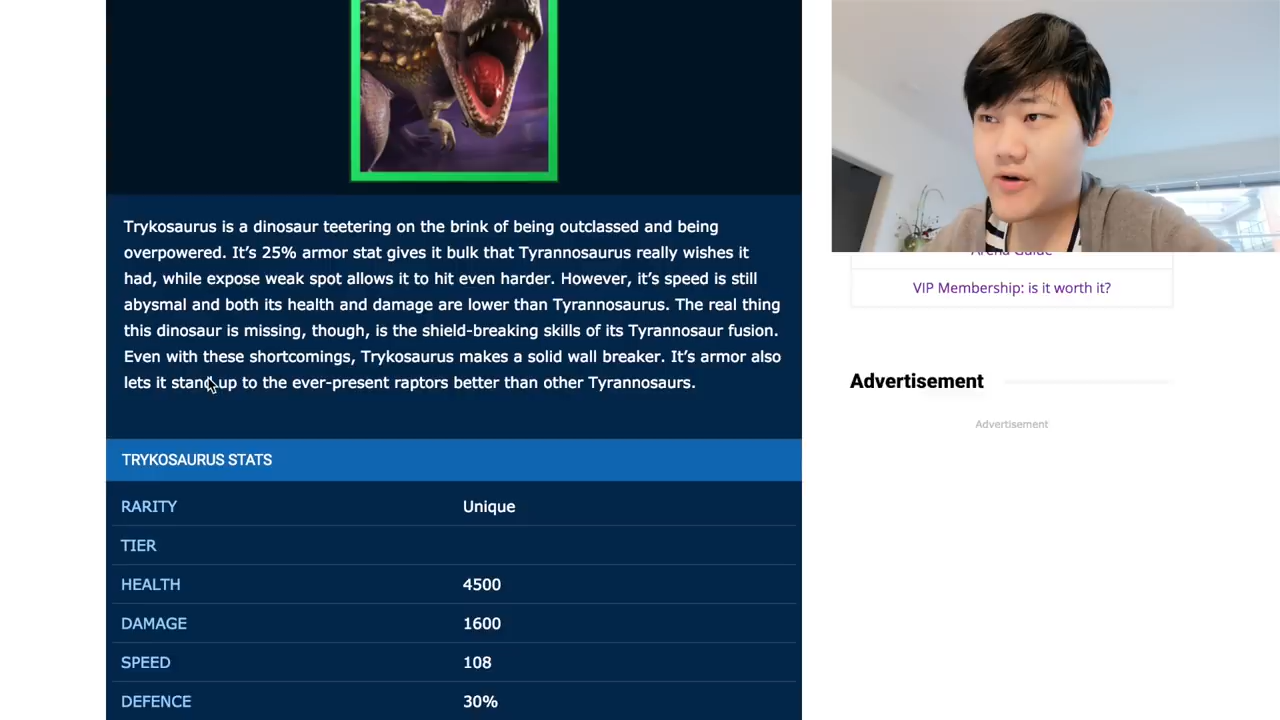 Trykosaurus is a dinosaur teetering on the brink of being outclassed and being
overpowered. It's 25% armor stat gives it bulk that Tyrannosaurus really wishes it
had, while expose weak spot allows it to hit even harder. However, it's speed is still
abysmal and both its health and damage are lower than Tyrannosaurus. The real thing
this dinosaur is missing, though, is the shield-breaking skills of its Tyrannosaur fusion.
Even with these shortcomings, Trykosaurus makes a solid wall breaker. It's armor also
lets it stand up to the ever-present raptors better than other Tyrannosaurs.
TRYKOSAURUS STATS
RARITY Unique
TIER
HEALTH 4500
DAMAGE 1600
SPEED 108
DEFENCE 30%
Arena Guide
VIP Membership: is it worth it?
Advertisement
Advertisement